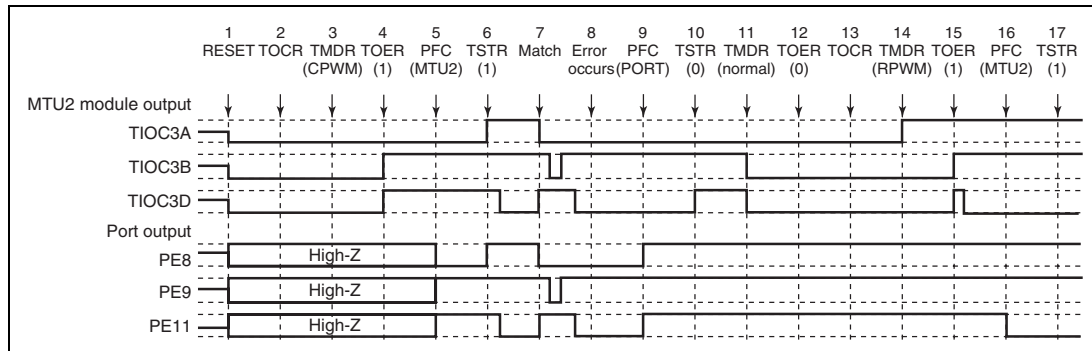 1 2 3 4 5 6 7 8 9 10 11 12 13 14 15 16 17
RESET TOCR TMDR TOER PFC TSTR Match Error PFC TSTR TMDR TOER TOCR TMDR TOER PFC TSTR
(CPWM) (1) (MTU2) (1) occurs (PORT) (0) (normal) (0) (RPWM) (1) (MTU2) (1)
MTU2 module output
TIOC3A
TIOC3B
TIOC3D
Port output
PE8 High-Z
PE9 High-Z
PE11 High-Z